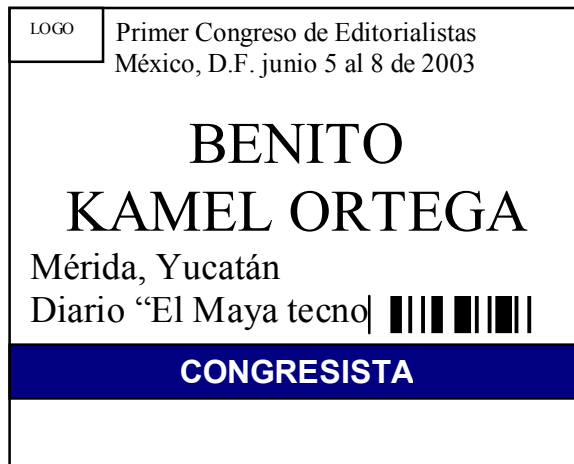 LOGO
Primer Congreso de Editorialistas
México, D.F. junio 5 al 8 de 2003
BENITO
KAMEL ORTEGA
Mérida, Yucatán
Diario “El Maya tecno
CONGRESISTA